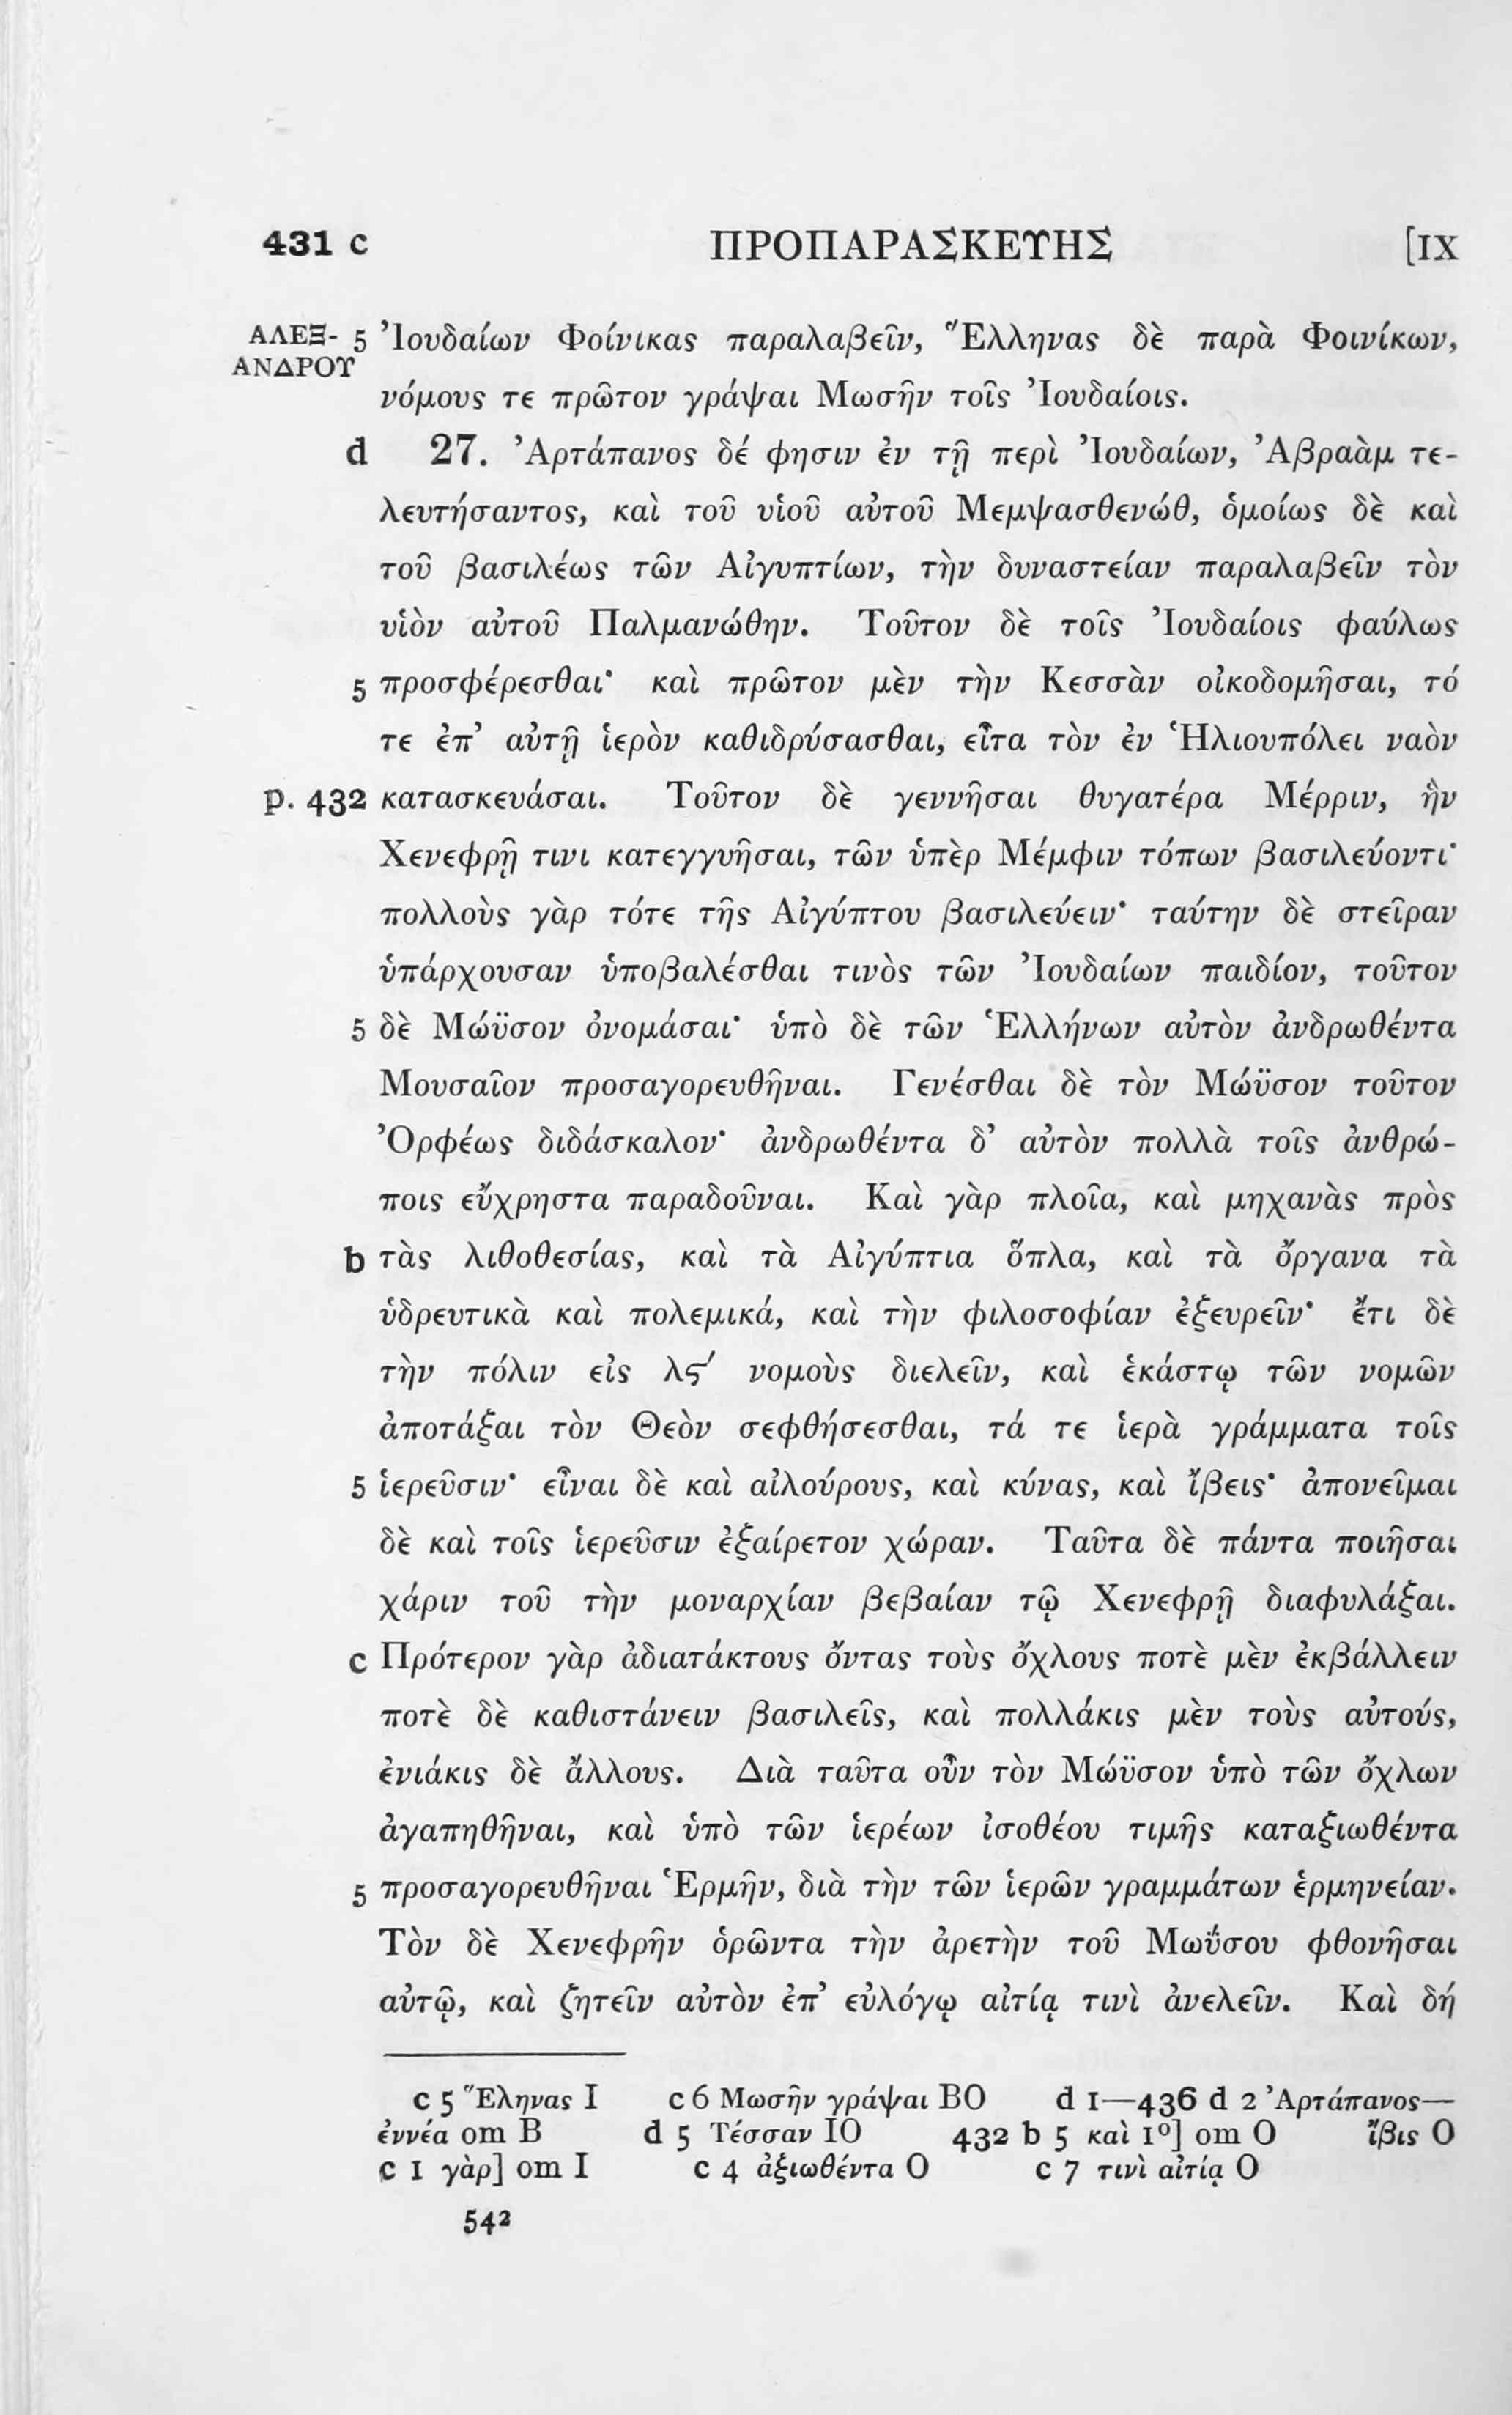 431 c ΠΡΟΠΑΡΑΣΚΕΥΗΣ [IX
ΑΛΕΞ- 5 Ἰουδαίων Φοίνικας παραλαβεῖν, Ἕλληνας δὲ παρὰ Φοινίκων,
ΑΝΔΡΟΥ
νόμους τε πρῶτον γράψαι Μωσῆν τοῖς Ἰουδαίοις.
d 27. Ἀρτάπανος δέ φησιν ἐν τῇ περὶ Ἰουδαίων, Ἀβραὰμ τε-
λευτήσαντος, καὶ τοῦ υἱοῦ αὐτοῦ Μεμψασθενώθ, ὁμοίως δὲ καὶ
τοῦ βασιλέως τῶν Αἰγυπτίων, τὴν δυναστείαν παραλαβεῖν τὸν
υἱὸν αὐτοῦ Παλμανώθην. Τοῦτον δὲ τοῖς Ἰουδαίοις φαύλως
5 προσφέρεσθαι· καὶ πρῶτον μὲν τὴν Κεσσὰν οἰκοδομῆσαι, τό
τε ἐπ’ αὐτῇ ἱερὸν καθιδρύσασθαι, εἶτα τὸν ἐν Ἡλιουπόλει ναὸν
p. 432 κατασκευάσαι. Τοῦτον δὲ γεννῆσαι θυγατέρα Μέρριν, ἣν
Χενεφρῇ τινι κατεγγυῆσαι, τῶν ὑπὲρ Μέμφιν τόπων βασιλεύοντι·
πολλοὺς γὰρ τότε τῆς Αἰγύπτου βασιλεύειν· ταύτην δὲ στεῖραν
ὑπάρχουσαν ὑποβαλέσθαι τινὸς τῶν Ἰουδαίων παιδίον, τοῦτον
5 δὲ Μώϋσον ὀνομάσαι· ὑπὸ δὲ τῶν Ἑλλήνων αὐτὸν ἀνδρωθέντα
Μουσαῖον προσαγορευθῆναι. Γενέσθαι δὲ τὸν Μώϋσον τοῦτον
Ὀρφέως διδάσκαλον· ἀνδρωθέντα δ’ αὐτὸν πολλὰ τοῖς ἀνθρώ-
ποις εὔχρηστα παραδοῦναι. Καὶ γὰρ πλοῖα, καὶ μηχανὰς πρὸς
b τὰς λιθοθεσίας, καὶ τὰ Αἰγύπτια ὅπλα, καὶ τὰ ὄργανα τὰ
ὑδρευτικὰ καὶ πολεμικά, καὶ τὴν φιλοσοφίαν ἐξευρεῖν· ἔτι δὲ
τὴν πόλιν εἰς λϛ′ νομοὺς διελεῖν, καὶ ἑκάστῳ τῶν νομῶν
ἀποτάξαι τὸν Θεὸν σεφθήσεσθαι, τά τε ἱερὰ γράμματα τοῖς
5 ἱερεῦσιν· εἶναι δὲ καὶ αἰλούρους, καὶ κύνας, καὶ ἴβεις· ἀπονεῖμαι
δὲ καὶ τοῖς ἱερεῦσιν ἐξαίρετον χώραν. Ταῦτα δὲ πάντα ποιῆσαι
χάριν τοῦ τὴν μοναρχίαν βεβαίαν τῷ Χενεφρῇ διαφυλάξαι.
c Πρότερον γὰρ ἀδιατάκτους ὄντας τοὺς ὄχλους ποτὲ μὲν ἐκβάλλειν
ποτὲ δὲ καθιστάνειν βασιλεῖς, καὶ πολλάκις μὲν τοὺς αὐτούς,
ἐνιάκις δὲ ἄλλους. Διὰ ταῦτα οὖν τὸν Μώϋσον ὑπὸ τῶν ὄχλων
ἀγαπηθῆναι, καὶ ὑπὸ τῶν ἱερέων ἰσοθέου τιμῆς καταξιωθέντα
5 προσαγορευθῆναι Ἑρμῆν, διὰ τὴν τῶν ἱερῶν γραμμάτων ἑρμηνείαν.
Τὸν δὲ Χενεφρῆν ὁρῶντα τὴν ἀρετὴν τοῦ Μωΰσου φθονῆσαι
αὐτῷ, καὶ ζητεῖν αὐτὸν ἐπ’ εὐλόγῳ αἰτίᾳ τινὶ ἀνελεῖν. Καὶ δή
c 5 Ἕληνας I c 6 Μωσῆν γράψαι BO d 1—436 d 2 Ἀρτάπανος—
ἐννέα om B d 5 Τέσσαν IO 432 b 5 καὶ 1º] om O ἴβις O
c 1 γὰρ] om I c 4 ἀξιωθέντα O c 7 τινὶ αἰτίᾳ O
542